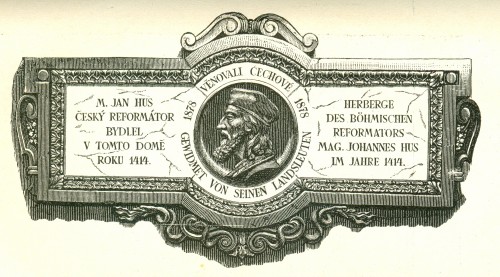 M. JAN HUS
ČESKÝ REFORMÁTOR
BYDLEL
V TOMTO DOMĚ
ROKU 1414.
VĚNOVALI ČECHOVÉ
1878
1878
GEWIDMET VON SEINEN LANDSLEUTEN
HERBERGE
DES BÖHMISCHEN
REFORMATORS
MAG. JOHANNES HUS
IM JAHRE 1414.